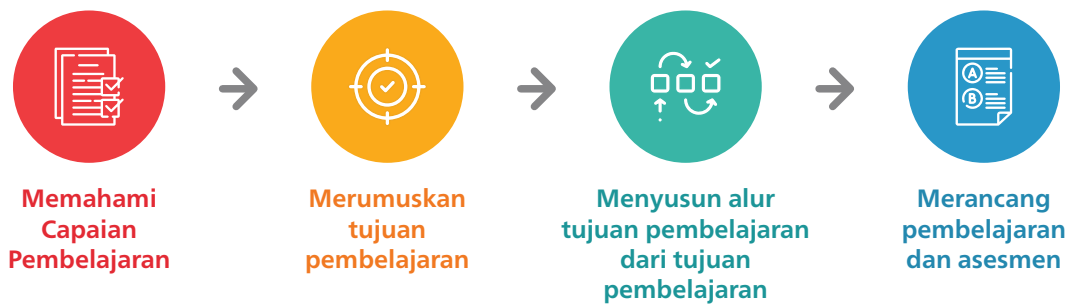 Memahami
Capaian
Pembelajaran
Merumuskan
tujuan
pembelajaran
Menyusun alur
tujuan pembelajaran
dari tujuan
pembelajaran
A
B
Merancang
pembelajaran
dan asesmen